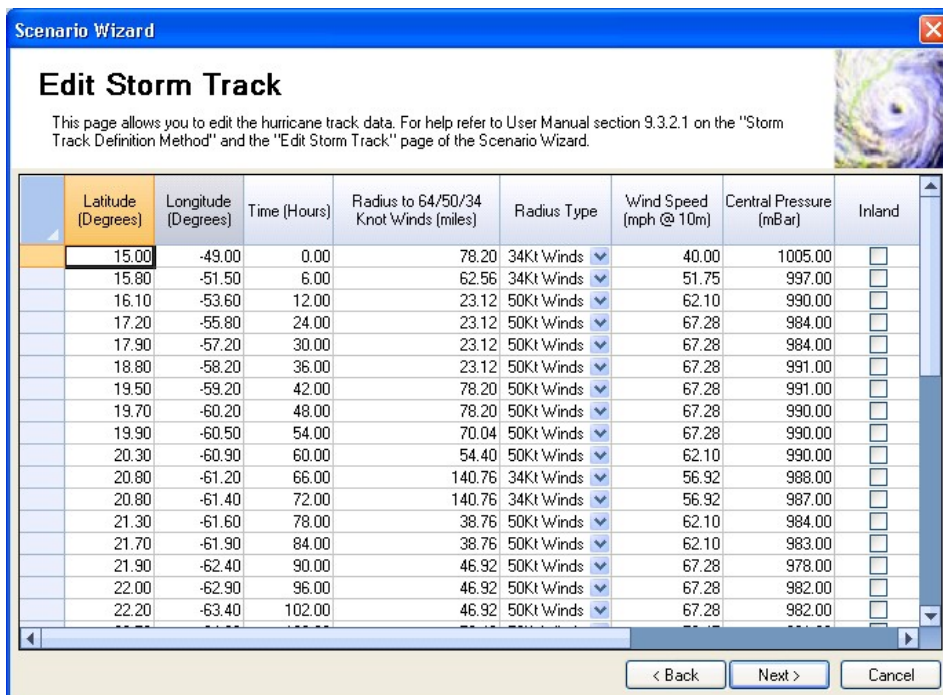 Scenario Wizard
Edit Storm Track
This page allows you to edit the hurricane track data. For help refer to User Manual section 9.3.2.1 on the "Storm
Track Definition Method" and the "Edit Storm Track" page of the Scenario Wizard.
Latitude (Degrees) Longitude (Degrees) Time (Hours) Radius to 64/50/34 Knot Winds (miles) Radius Type Wind Speed (mph @ 10m) Central Pressure (mBar) Inland
15.00 -49.00 0.00 78.20 34Kt Winds 40.00 1005.00
15.80 -51.50 6.00 62.56 34Kt Winds 51.75 997.00
16.10 -53.60 12.00 23.12 50Kt Winds 62.10 990.00
17.20 -55.80 24.00 23.12 50Kt Winds 67.28 984.00
17.90 -57.20 30.00 23.12 50Kt Winds 67.28 984.00
18.80 -58.20 36.00 23.12 50Kt Winds 67.28 991.00
19.50 -59.20 42.00 78.20 50Kt Winds 67.28 991.00
19.70 -60.20 48.00 78.20 50Kt Winds 67.28 990.00
19.90 -60.50 54.00 70.04 50Kt Winds 67.28 990.00
20.30 -60.90 60.00 54.40 50Kt Winds 62.10 990.00
20.80 -61.20 66.00 140.76 34Kt Winds 56.92 988.00
20.80 -61.40 72.00 140.76 34Kt Winds 56.92 987.00
21.30 -61.60 78.00 38.76 50Kt Winds 62.10 984.00
21.70 -61.90 84.00 38.76 50Kt Winds 62.10 983.00
21.90 -62.40 90.00 46.92 50Kt Winds 67.28 978.00
22.00 -62.90 96.00 46.92 50Kt Winds 67.28 982.00
22.20 -63.40 102.00 46.92 50Kt Winds 67.28 982.00
< Back Next > Cancel